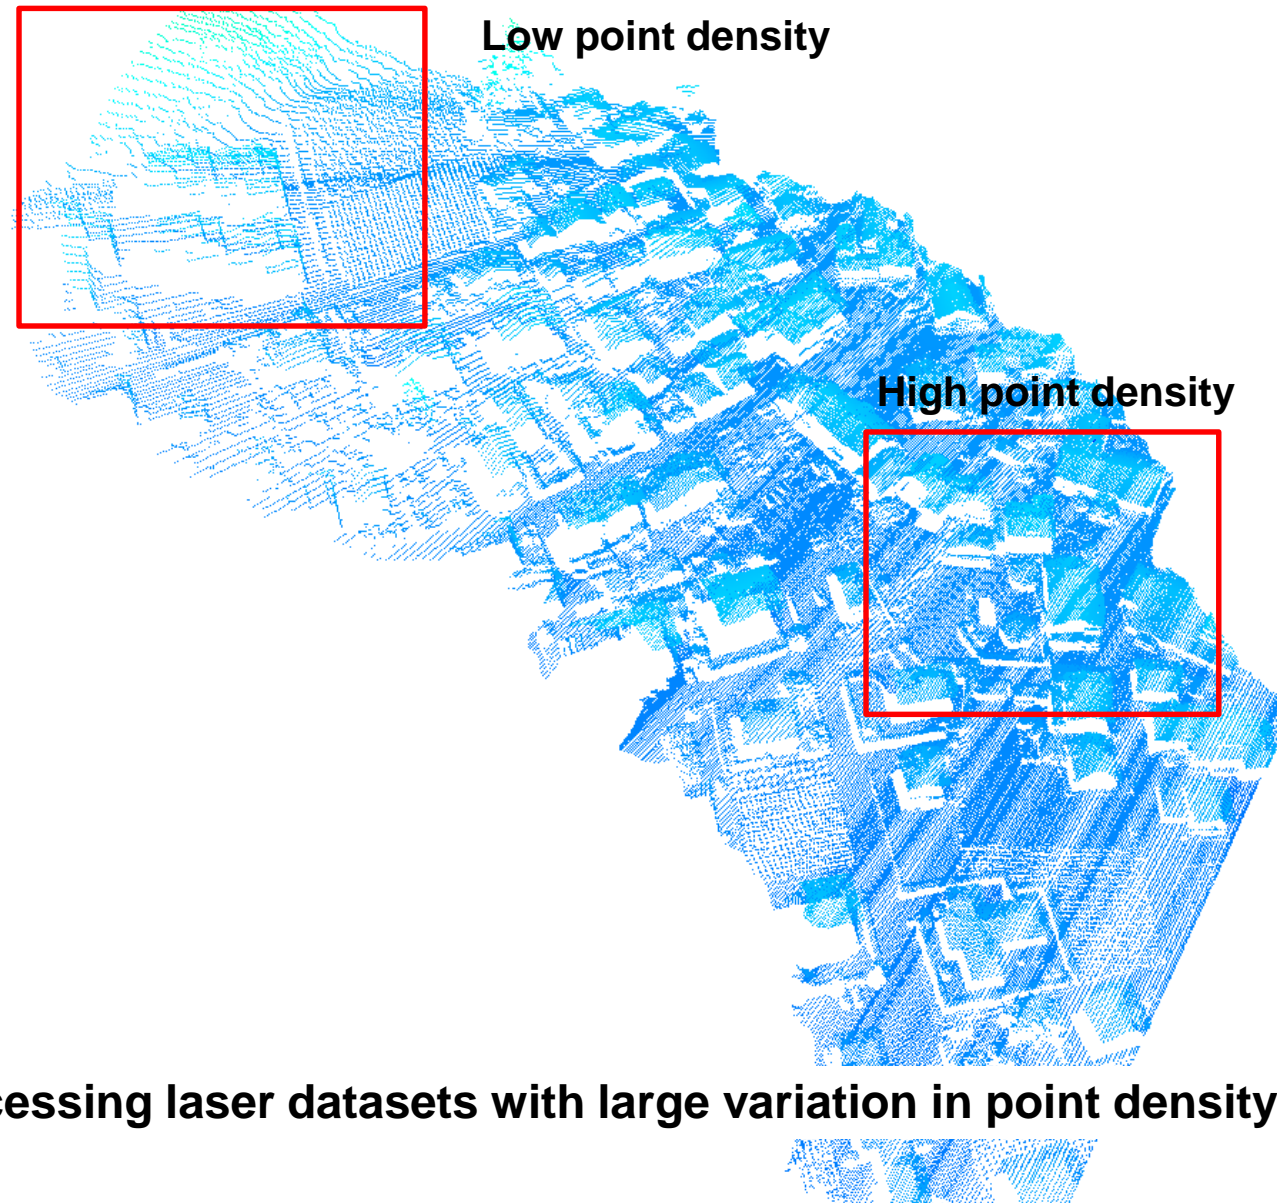 Low point density
High point density
cessing laser datasets with large variation in point density